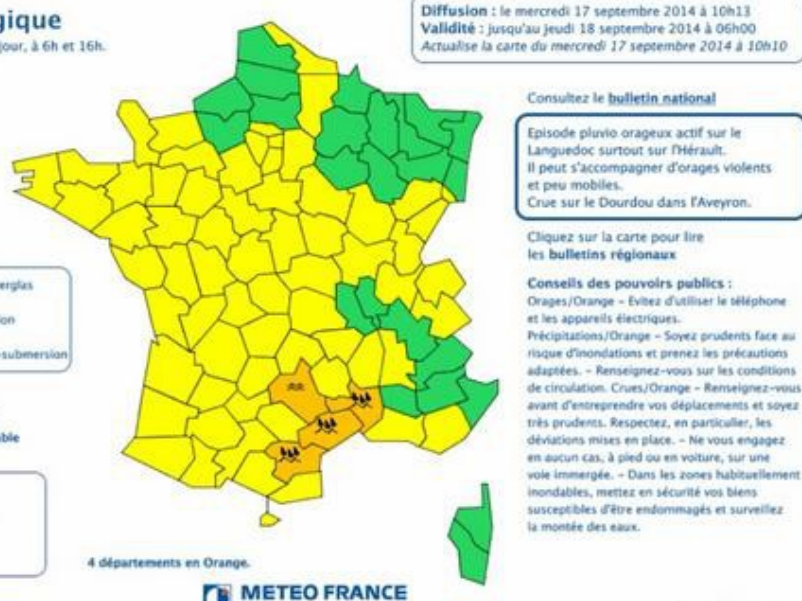 gique
jour, à 6h et 16h.
Diffusion : le mercredi 17 septembre 2014 à 10h13
Validité : jusqu'au jeudi 18 septembre 2014 à 06h00
Actualise la carte du mercredi 17 septembre 2014 à 10h10
Consultez le bulletin national
Episode pluvio orageux actif sur le
Languedoc surtout sur l'Hérault.
Il peut s'accompagner d'orages violents
et peu mobiles.
Crue sur le Dourdou dans l'Aveyron.
Cliquez sur la carte pour lire
les bulletins régionaux
Conseils des pouvoirs publics :
Orages/Orange - Evitez d'utiliser le téléphone
et les appareils électriques.
Précipitations/Orange - Soyez prudents face au
risque d'inondations et prenez les précautions
adaptées. - Renseignez-vous sur les conditions
de circulation. Crues/Orange - Renseignez-vous
avant d'entreprendre vos déplacements et soyez
très prudents. Respectez, en particulier, les
déviations mises en place. - Ne vous engagez
en aucun cas, à pied ou en voiture, sur une
voie immergée. - Dans les zones habituellement
inondables, mettez en sécurité vos biens
susceptibles d'être endommagés et surveillez
la montée des eaux.
erglas
ion
-submersion
ble
4 départements en Orange.
METEO FRANCE